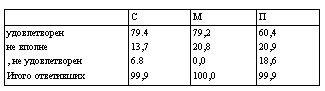 С М П
удовлетворен 79.4 79,2 60,4
не вполне 13,7 20,8 20,9
, не удовлетворен 6.8 0,0 18,6
Итого ответивших 99,9 100,0 99,9